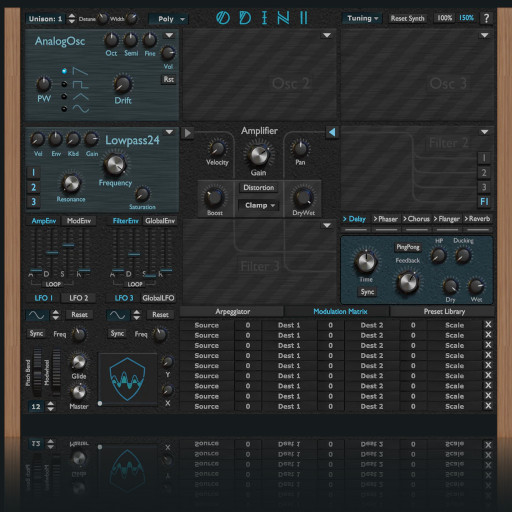 Unison: 1 Detune Width Poly ODIN II Tuning Reset Synth 100% 150% ?
AnalogOsc
Oct Semi Fine
Vol
PW
Drift
Rst
Osc 2
Osc 3
Lowpass24
Vol Env Kbd Gain
Frequency
Resonance
Saturation
1
2
3
Amplifier
Velocity
Gain
Pan
Distortion
Boost
Clamp
DryWet
Filter 2
1
2
3
F1
Filter 3
AmpEnv ModEnv FilterEnv GlobalEnv
A D S R A D S R
LOOP LOOP
> Delay > Phaser > Chorus > Flanger > Reverb
PingPong
HP
Ducking
Feedback
Time
Sync
Dry
Wet
LFO 1 LFO 2 LFO 3 GlobalLFO
Reset Reset
Sync Freq Sync Freq
Pitch Bend
Modwheel
Glide
Master
12
Y
X
Arpeggiator Modulation Matrix Preset Library
Source 0 Dest 1 0 Dest 2 0 Scale X
Source 0 Dest 1 0 Dest 2 0 Scale X
Source 0 Dest 1 0 Dest 2 0 Scale X
Source 0 Dest 1 0 Dest 2 0 Scale X
Source 0 Dest 1 0 Dest 2 0 Scale X
Source 0 Dest 1 0 Dest 2 0 Scale X
Source 0 Dest 1 0 Dest 2 0 Scale X
Source 0 Dest 1 0 Dest 2 0 Scale X
Source 0 Dest 1 0 Dest 2 0 Scale X